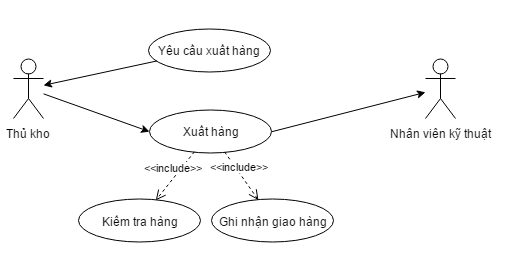 Yêu cầu xuất hàng
Thủ kho
Xuất hàng
Nhân viên kỹ thuật
<<include>>
<<include>>
Kiểm tra hàng
Ghi nhận giao hàng